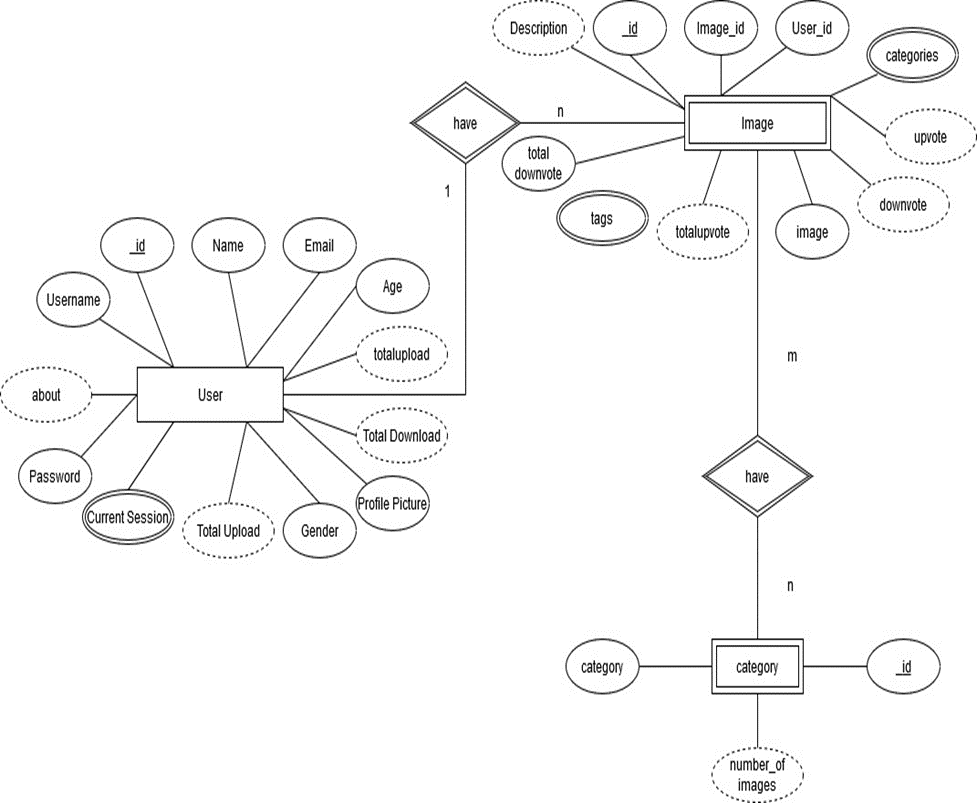 Description
_id
Image_id
User_id
categories
have
n
Image
upvote
total
downvote
1
tags
totalupvote
image
downvote
_id
Name
Email
Username
Age
totalupload
m
about
User
Total Download
Password
Current Session
Total Upload
Gender
Profile Picture
have
n
category
category
_id
number_of
images